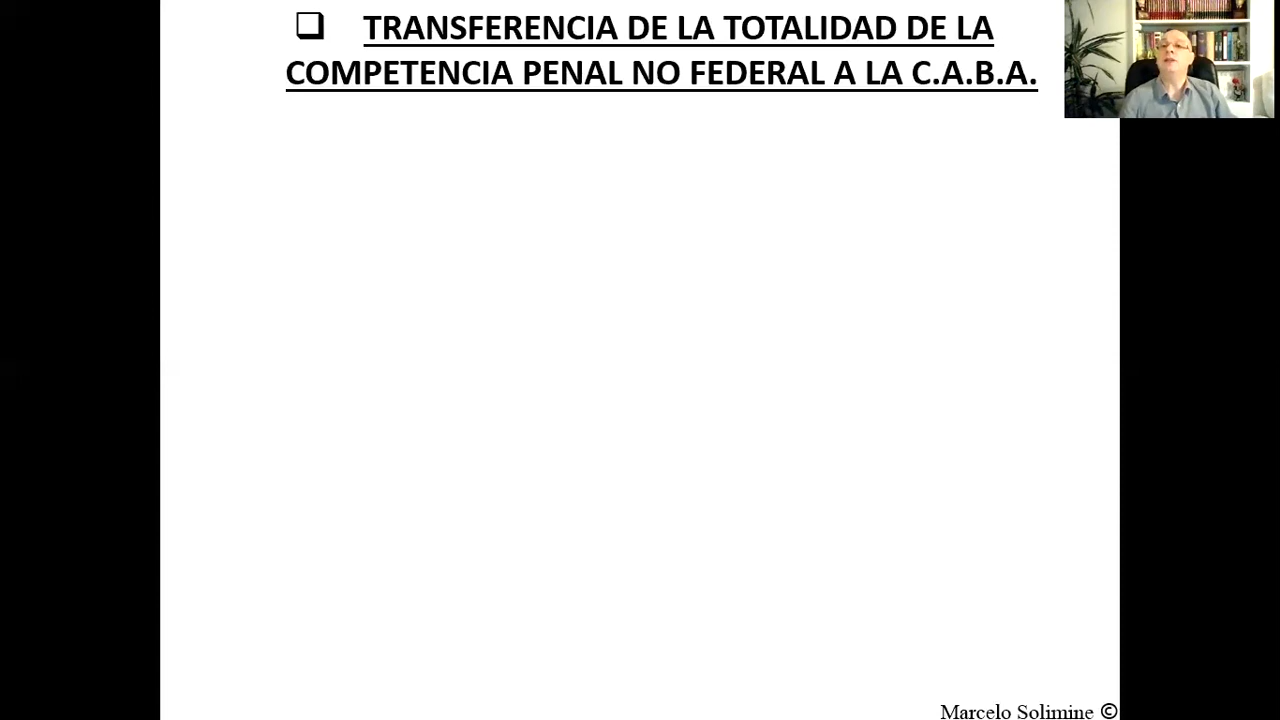 ❑ TRANSFERENCIA DE LA TOTALIDAD DE LA
COMPETENCIA PENAL NO FEDERAL A LA C.A.B.A.
Marcelo Solimine ©